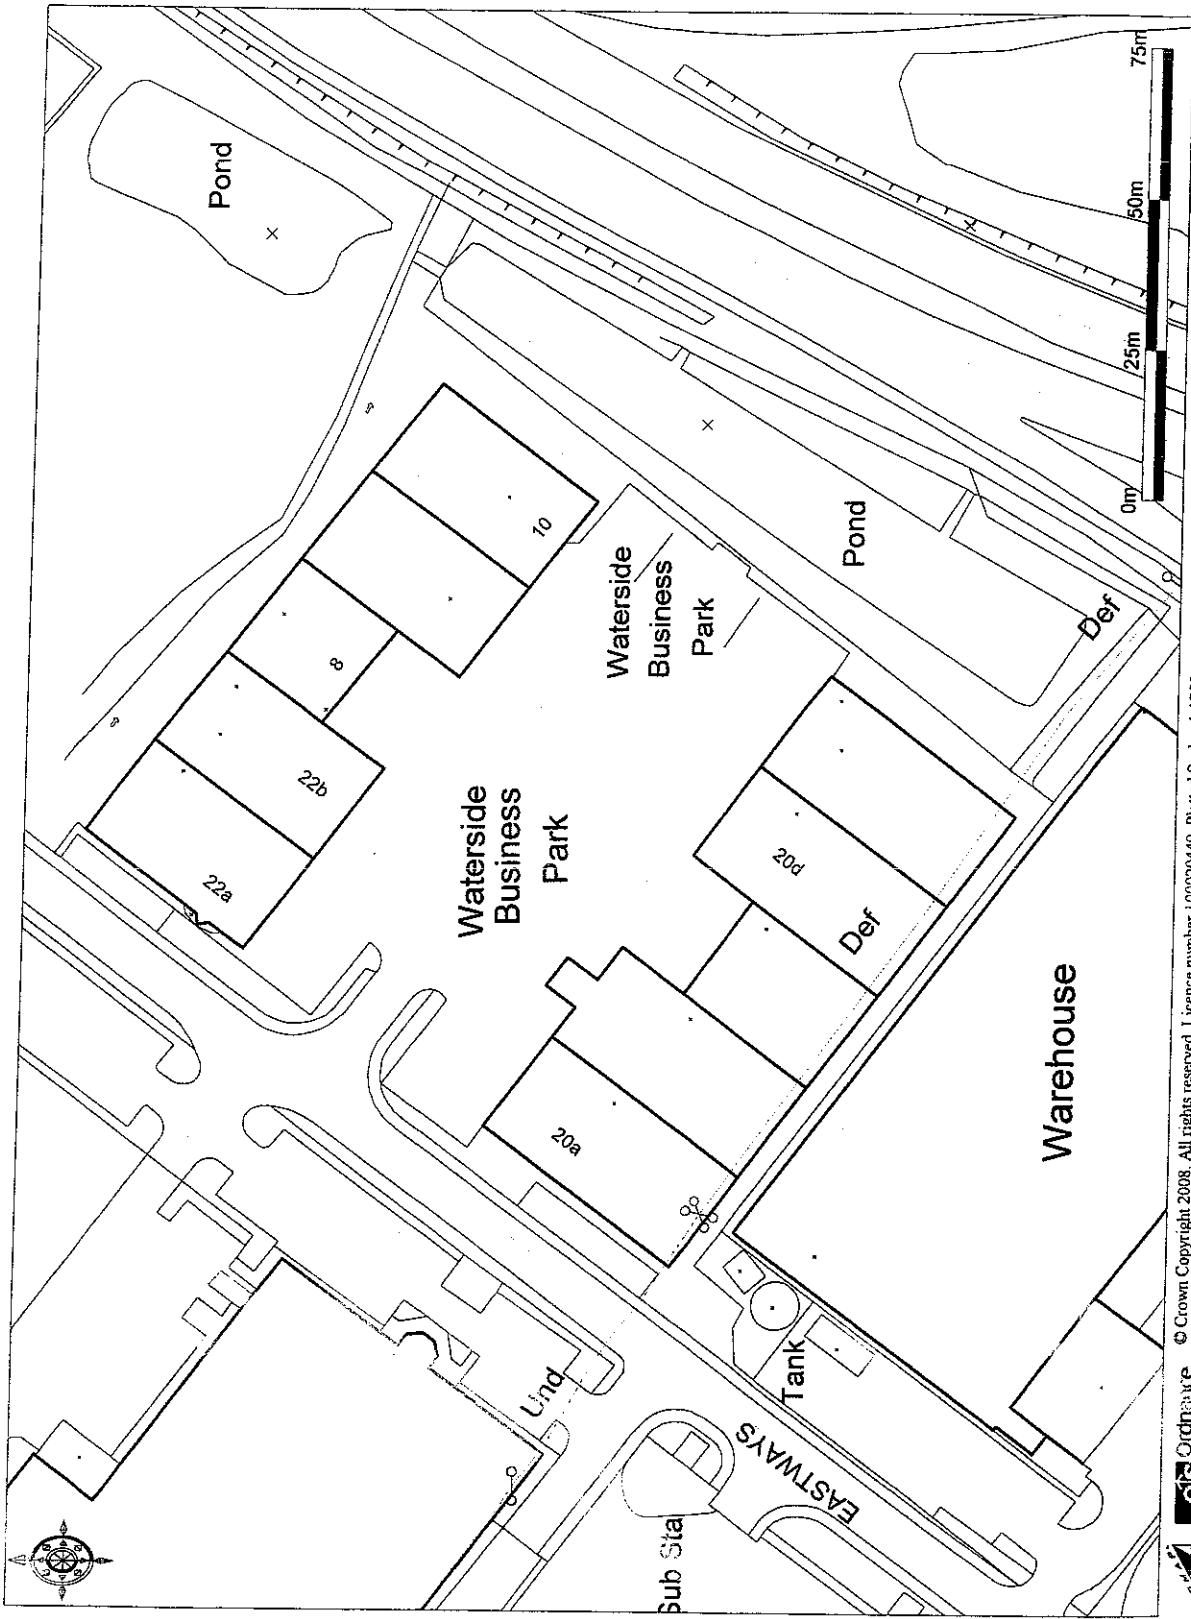 Pond
22a
22b
8
10
Waterside
Business
Park
Waterside
Business
Park
Pond
Def
20a
20d
Def
Und
Sub Sta
EASTWAYS
Tank
Warehouse
0m
25m
50m
75m
Ordnance
© Crown Copyright 2008. All rights reserved. Licence number 100020449.